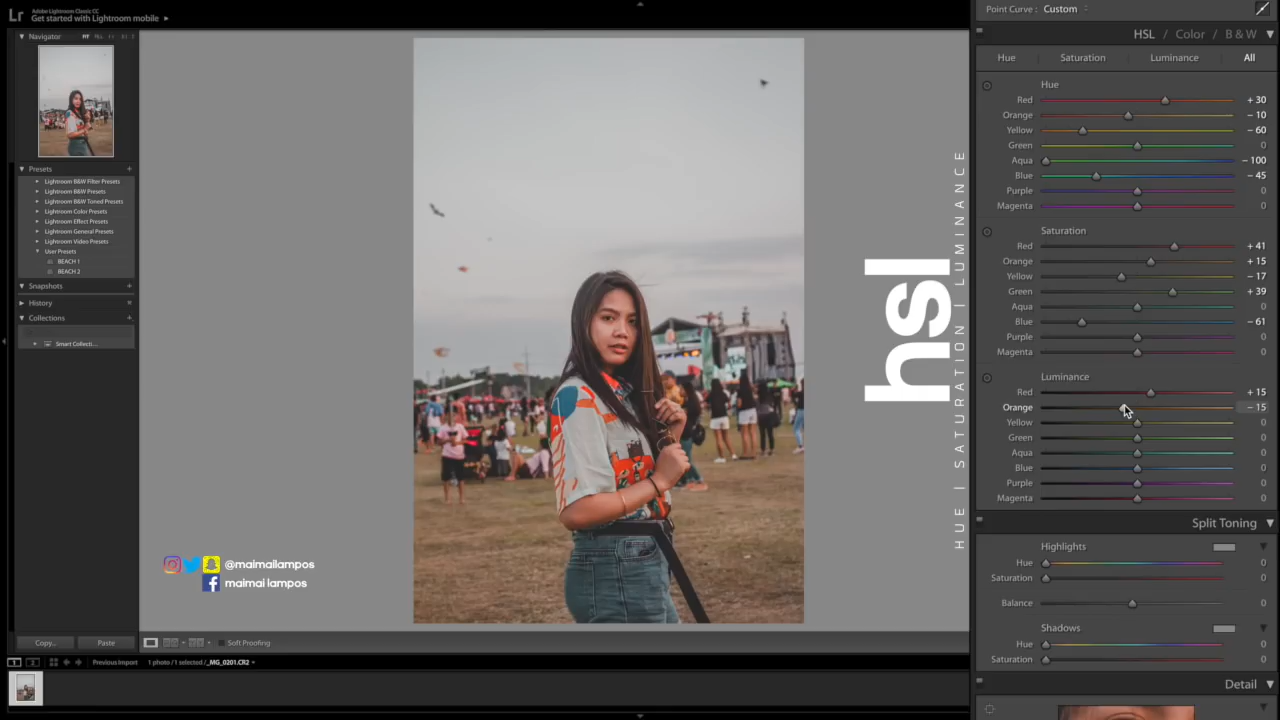 Lr
Adobe Lightroom Classic CC
Get started with Lightroom mobile
Navigator
FIT FILL
Presets
Lightroom B&W Filter Presets
Lightroom B&W Presets
Lightroom B&W Toned Presets
Lightroom Color Presets
Lightroom Effect Presets
Lightroom General Presets
Lightroom Video Presets
User Presets
BEACH 1
BEACH 2
Snapshots
History
Collections
Smart Collecti...
Copy...
Paste
@maimailampos
maimai lampos
hsl
HUE | SATURATION | LUMINANCE
Soft Proofing
1
2
Previous Import
1 photo / 1 selected / _MG_0201.CR2
Point Curve : Custom
HSL / Color / B & W
Hue Saturation Luminance All
Hue
Red + 30
Orange − 10
Yellow − 60
Green 0
Aqua − 100
Blue − 45
Purple 0
Magenta 0
Saturation
Red + 41
Orange + 15
Yellow − 17
Green + 39
Aqua 0
Blue − 61
Purple 0
Magenta 0
Luminance
Red + 15
Orange − 15
Yellow 0
Green 0
Aqua 0
Blue 0
Purple 0
Magenta 0
Split Toning
Highlights
Hue 0
Saturation 0
Balance 0
Shadows
Hue 0
Saturation 0
Detail